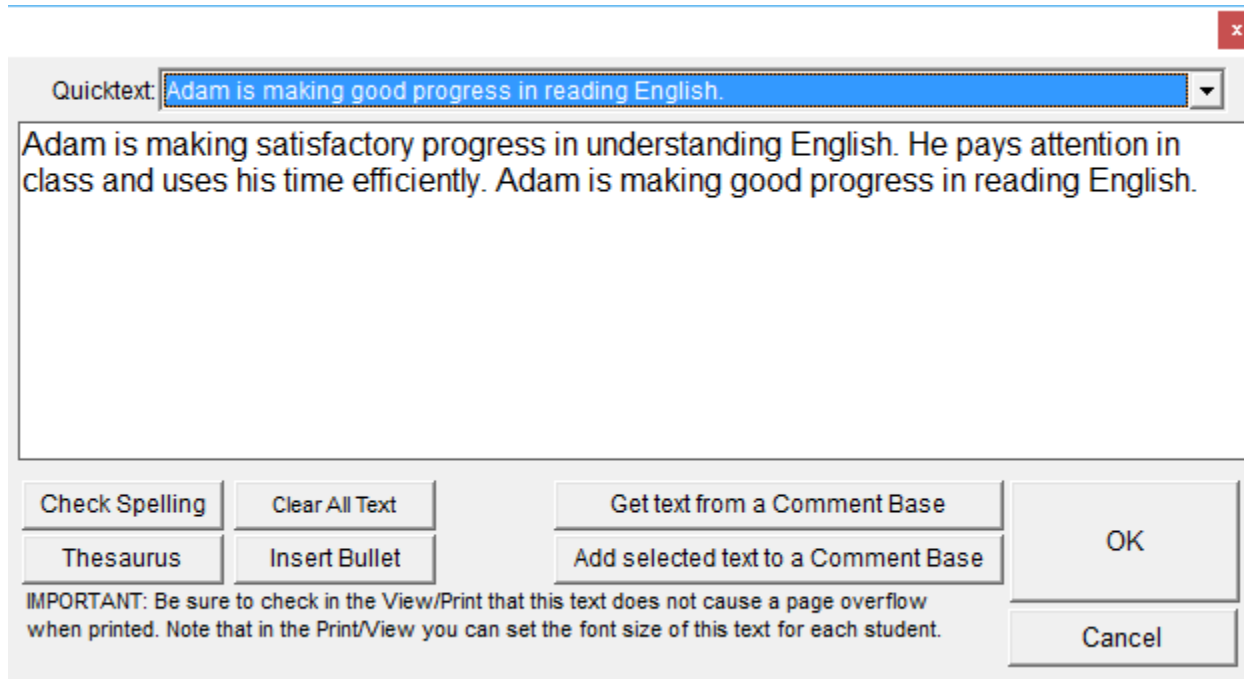 x
Quicktext: Adam is making good progress in reading English.
Adam is making satisfactory progress in understanding English. He pays attention in
class and uses his time efficiently. Adam is making good progress in reading English.
Check Spelling Clear All Text Get text from a Comment Base
OK
Thesaurus Insert Bullet Add selected text to a Comment Base
IMPORTANT: Be sure to check in the View/Print that this text does not cause a page overflow
when printed. Note that in the Print/View you can set the font size of this text for each student.
Cancel